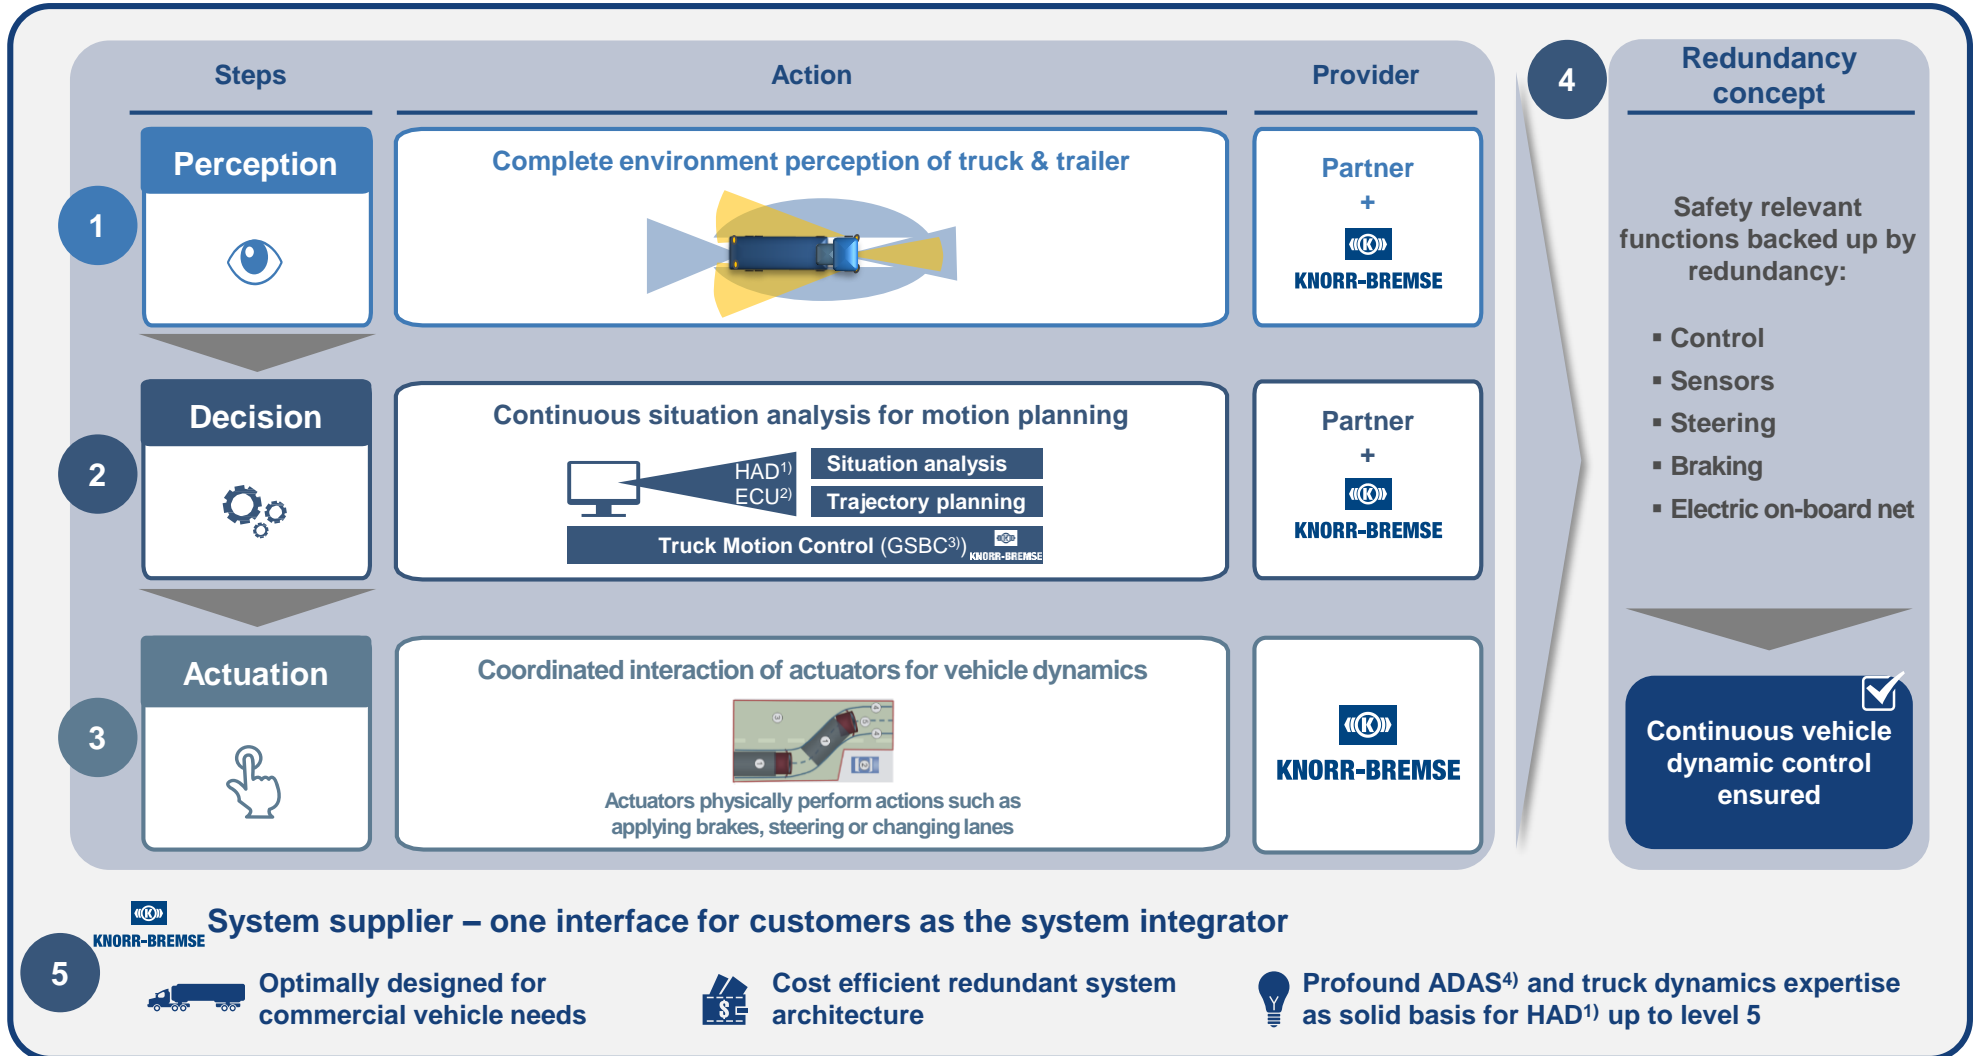 Steps
Action
Provider
1
Perception
Complete environment perception of truck & trailer
Partner
+
KNORR-BREMSE
2
Decision
Continuous situation analysis for motion planning
HAD1)
ECU2)
Situation analysis
Trajectory planning
Truck Motion Control (GSBC3)) KNORR-BREMSE
Partner
+
KNORR-BREMSE
3
Actuation
Coordinated interaction of actuators for vehicle dynamics
Actuators physically perform actions such as
applying brakes, steering or changing lanes
KNORR-BREMSE
4
Redundancy
concept
Safety relevant
functions backed up by
redundancy:
▪ Control
▪ Sensors
▪ Steering
▪ Braking
▪ Electric on-board net
Continuous vehicle
dynamic control
ensured
5
KNORR-BREMSE
System supplier – one interface for customers as the system integrator
Optimally designed for
commercial vehicle needs
$
Cost efficient redundant system
architecture
Profound ADAS4) and truck dynamics expertise
as solid basis for HAD1) up to level 5